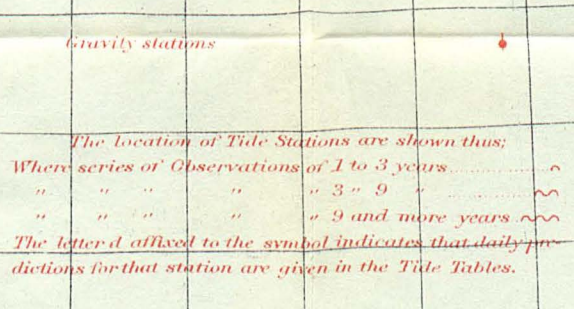 Gravity stations
The location of Tide Stations are shown thus;
Where series of Observations of 1 to 3 years
" " " " " 3 " 9 "
" " " " " 9 and more years
The letter d affixed to the symbol indicates that daily pre-
dictions for that station are given in the Tide Tables.